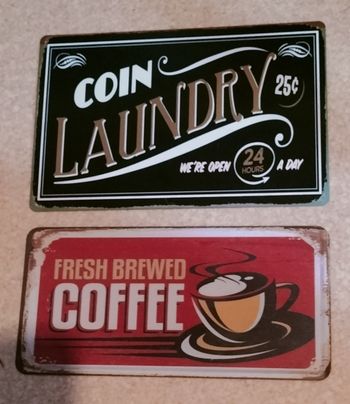 COIN
LAUNDRY
25¢
WE'RE OPEN 24 HOURS A DAY
FRESH BREWED
COFFEE